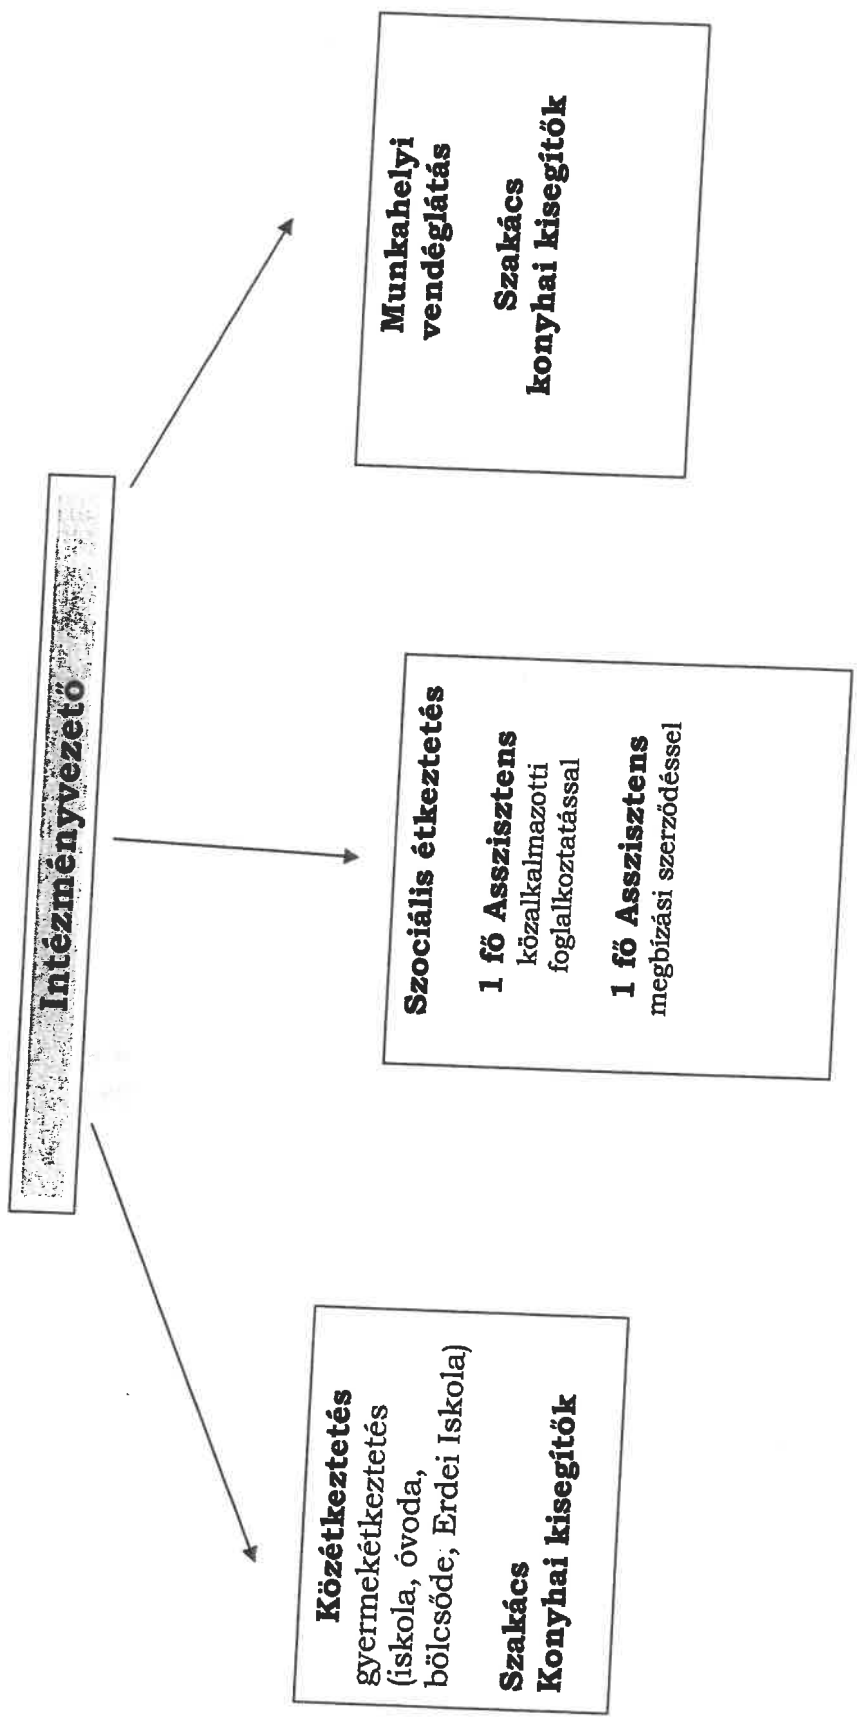 Intézményvezető
Közétkeztetés
gyermekétkeztetés
(iskola, óvoda,
bölcsőde, Erdei Iskola)
Szakács
Konyhai kisegítők
Szociális étkeztetés
1 fő Asszisztens
közalkalmazotti
foglalkoztatással
1 fő Asszisztens
megbízási szerződéssel
Munkahelyi
vendéglátás
Szakács
konyhai kisegítők